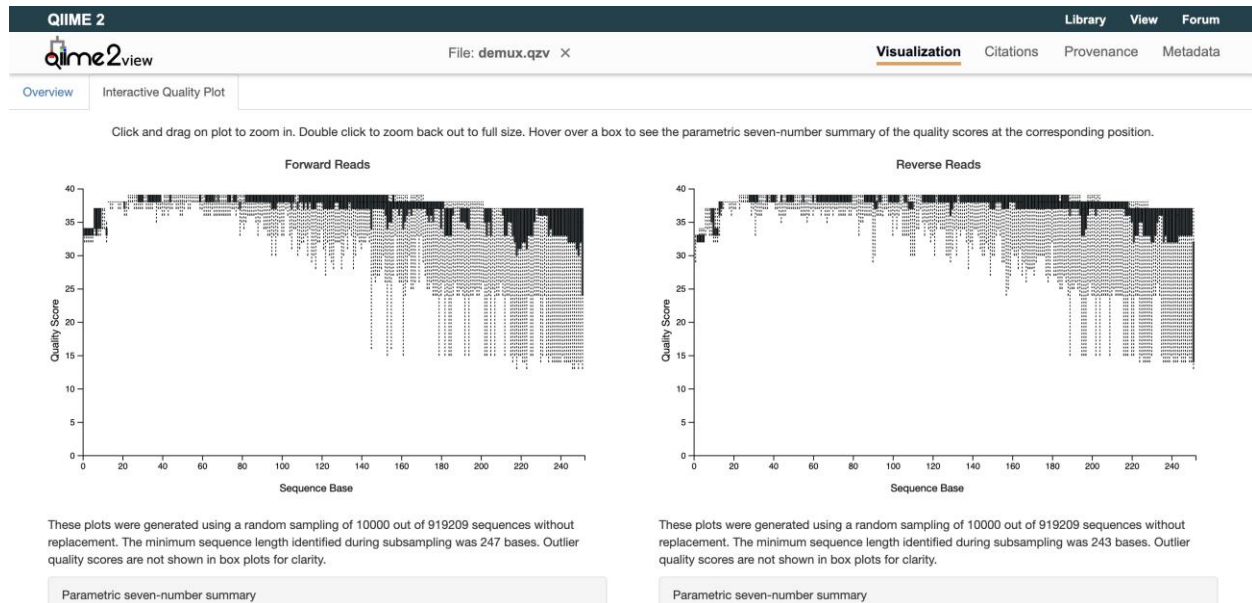 QIIME 2
Library View Forum
qiime2view
File: demux.qzv ×
Visualization Citations Provenance Metadata
Overview Interactive Quality Plot
Click and drag on plot to zoom in. Double click to zoom back out to full size. Hover over a box to see the parametric seven-number summary of the quality scores at the corresponding position.
Forward Reads
40
35
30
25
20
15
10
5
0
Quality Score
0 20 40 60 80 100 120 140 160 180 200 220 240
Sequence Base
These plots were generated using a random sampling of 10000 out of 919209 sequences without
replacement. The minimum sequence length identified during subsampling was 247 bases. Outlier
quality scores are not shown in box plots for clarity.
Parametric seven-number summary
Reverse Reads
40
35
30
25
20
15
10
5
0
Quality Score
0 20 40 60 80 100 120 140 160 180 200 220 240
Sequence Base
These plots were generated using a random sampling of 10000 out of 919209 sequences without
replacement. The minimum sequence length identified during subsampling was 243 bases. Outlier
quality scores are not shown in box plots for clarity.
Parametric seven-number summary